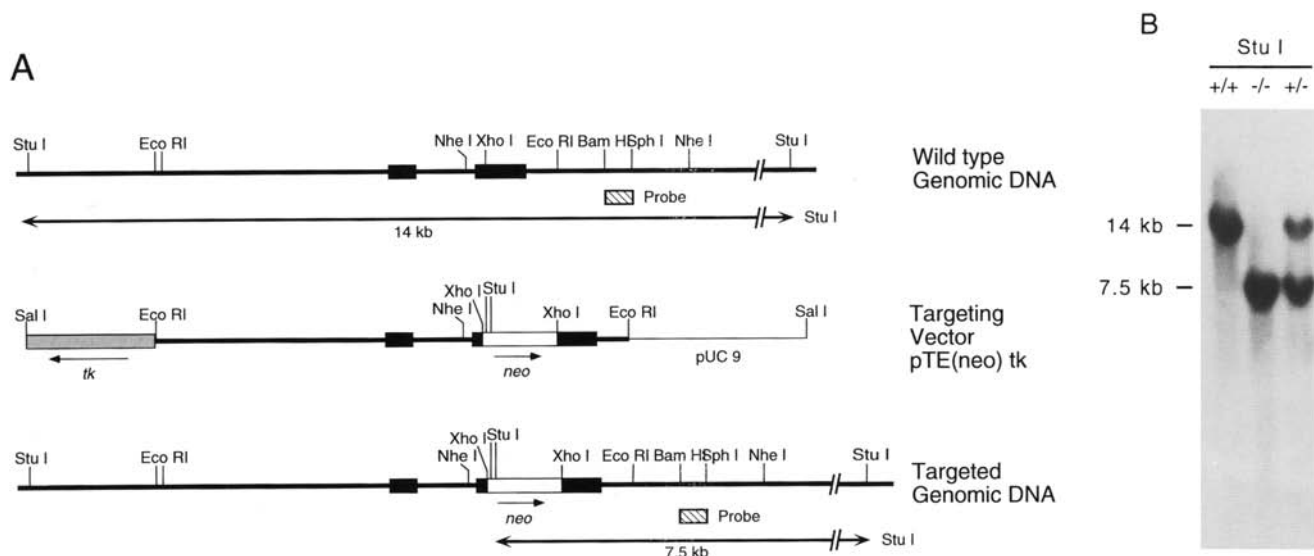 A
Stu I Eco RI Nhe I Xho I Eco RI Bam HI Sph I Nhe I Stu I
Wild type
Genomic DNA
Probe
14 kb Stu I
Sal I Eco RI Nhe I Xho I Stu I Xho I Eco RI Sal I
tk neo pUC 9
Targeting
Vector
pTE(neo) tk
Stu I Eco RI Nhe I Xho I Stu I Xho I Eco RI Bam HI Sph I Nhe I Stu I
Targeted
Genomic DNA
neo Probe
7.5 kb Stu I
B
Stu I
+/+ -/- +/-
14 kb –
7.5 kb –